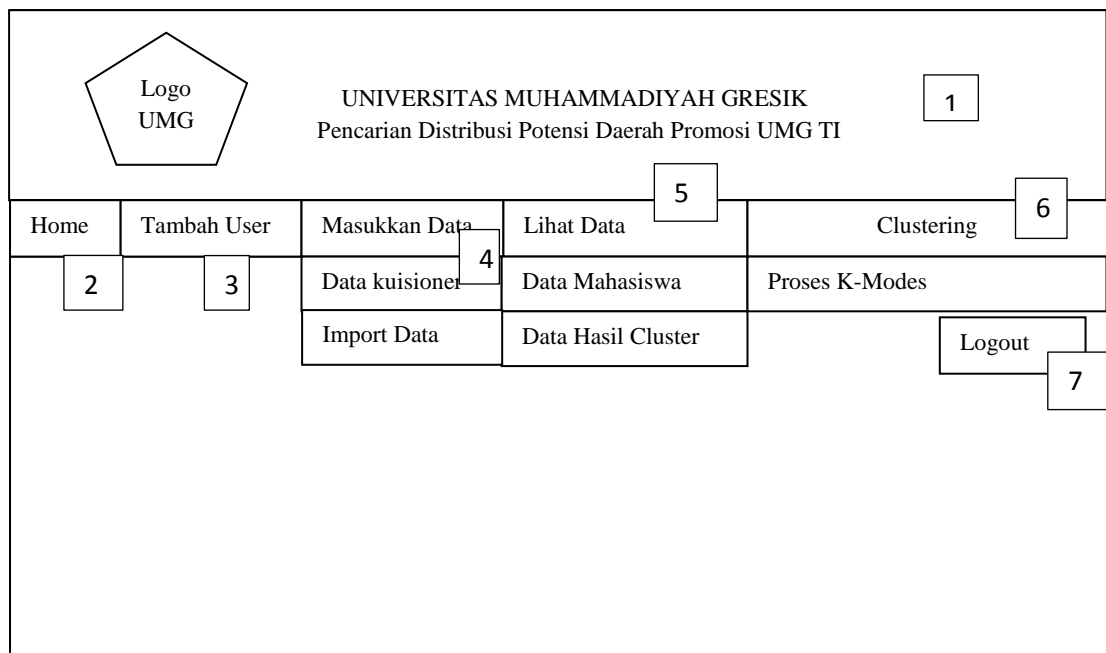 Logo
UMG
UNIVERSITAS MUHAMMADIYAH GRESIK
Pencarian Distribusi Potensi Daerah Promosi UMG TI
1
5
6
Home
Tambah User
Masukkan Data
Lihat Data
Clustering
2
3
4
Data kuisioner
Data Mahasiswa
Proses K-Modes
Import Data
Data Hasil Cluster
Logout
7